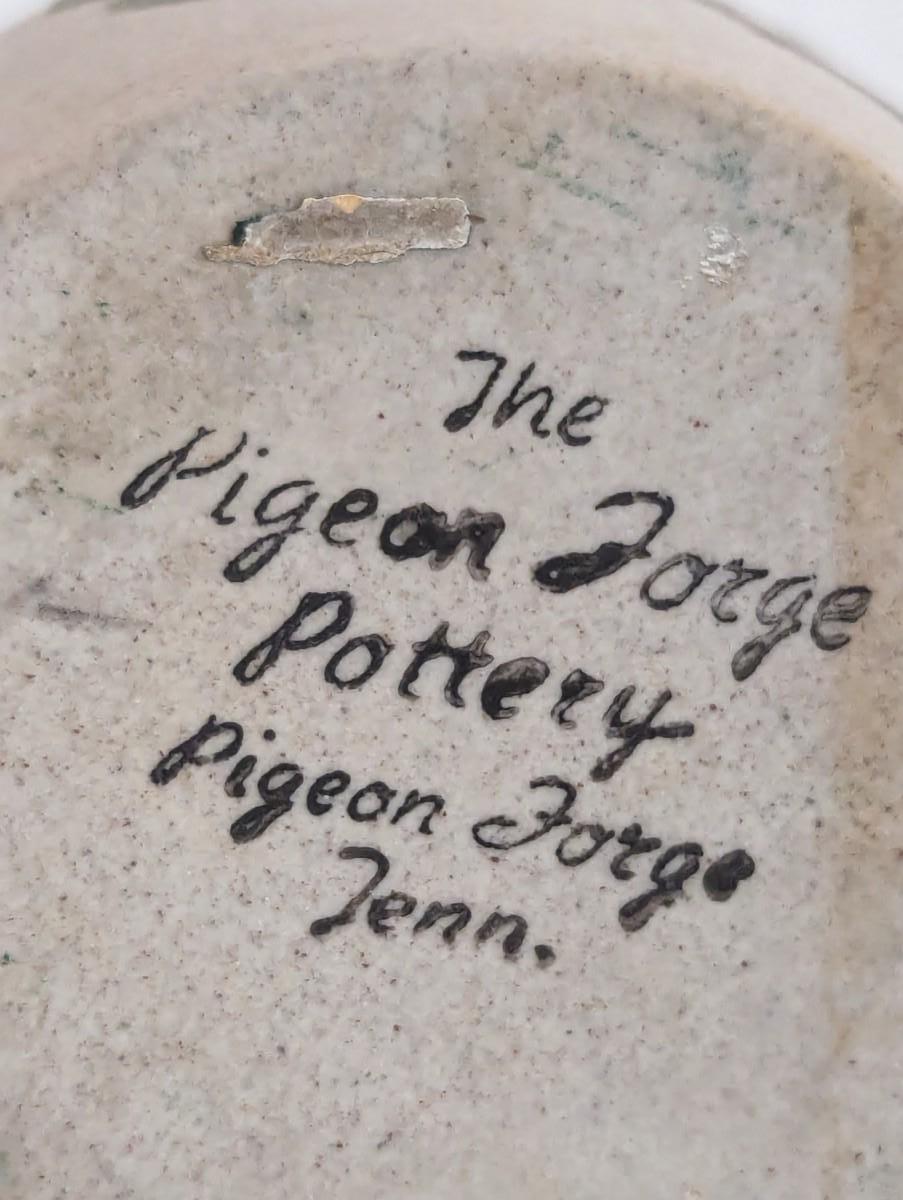 The
Pigeon Forge
Pottery
Pigeon Forge
Tenn.